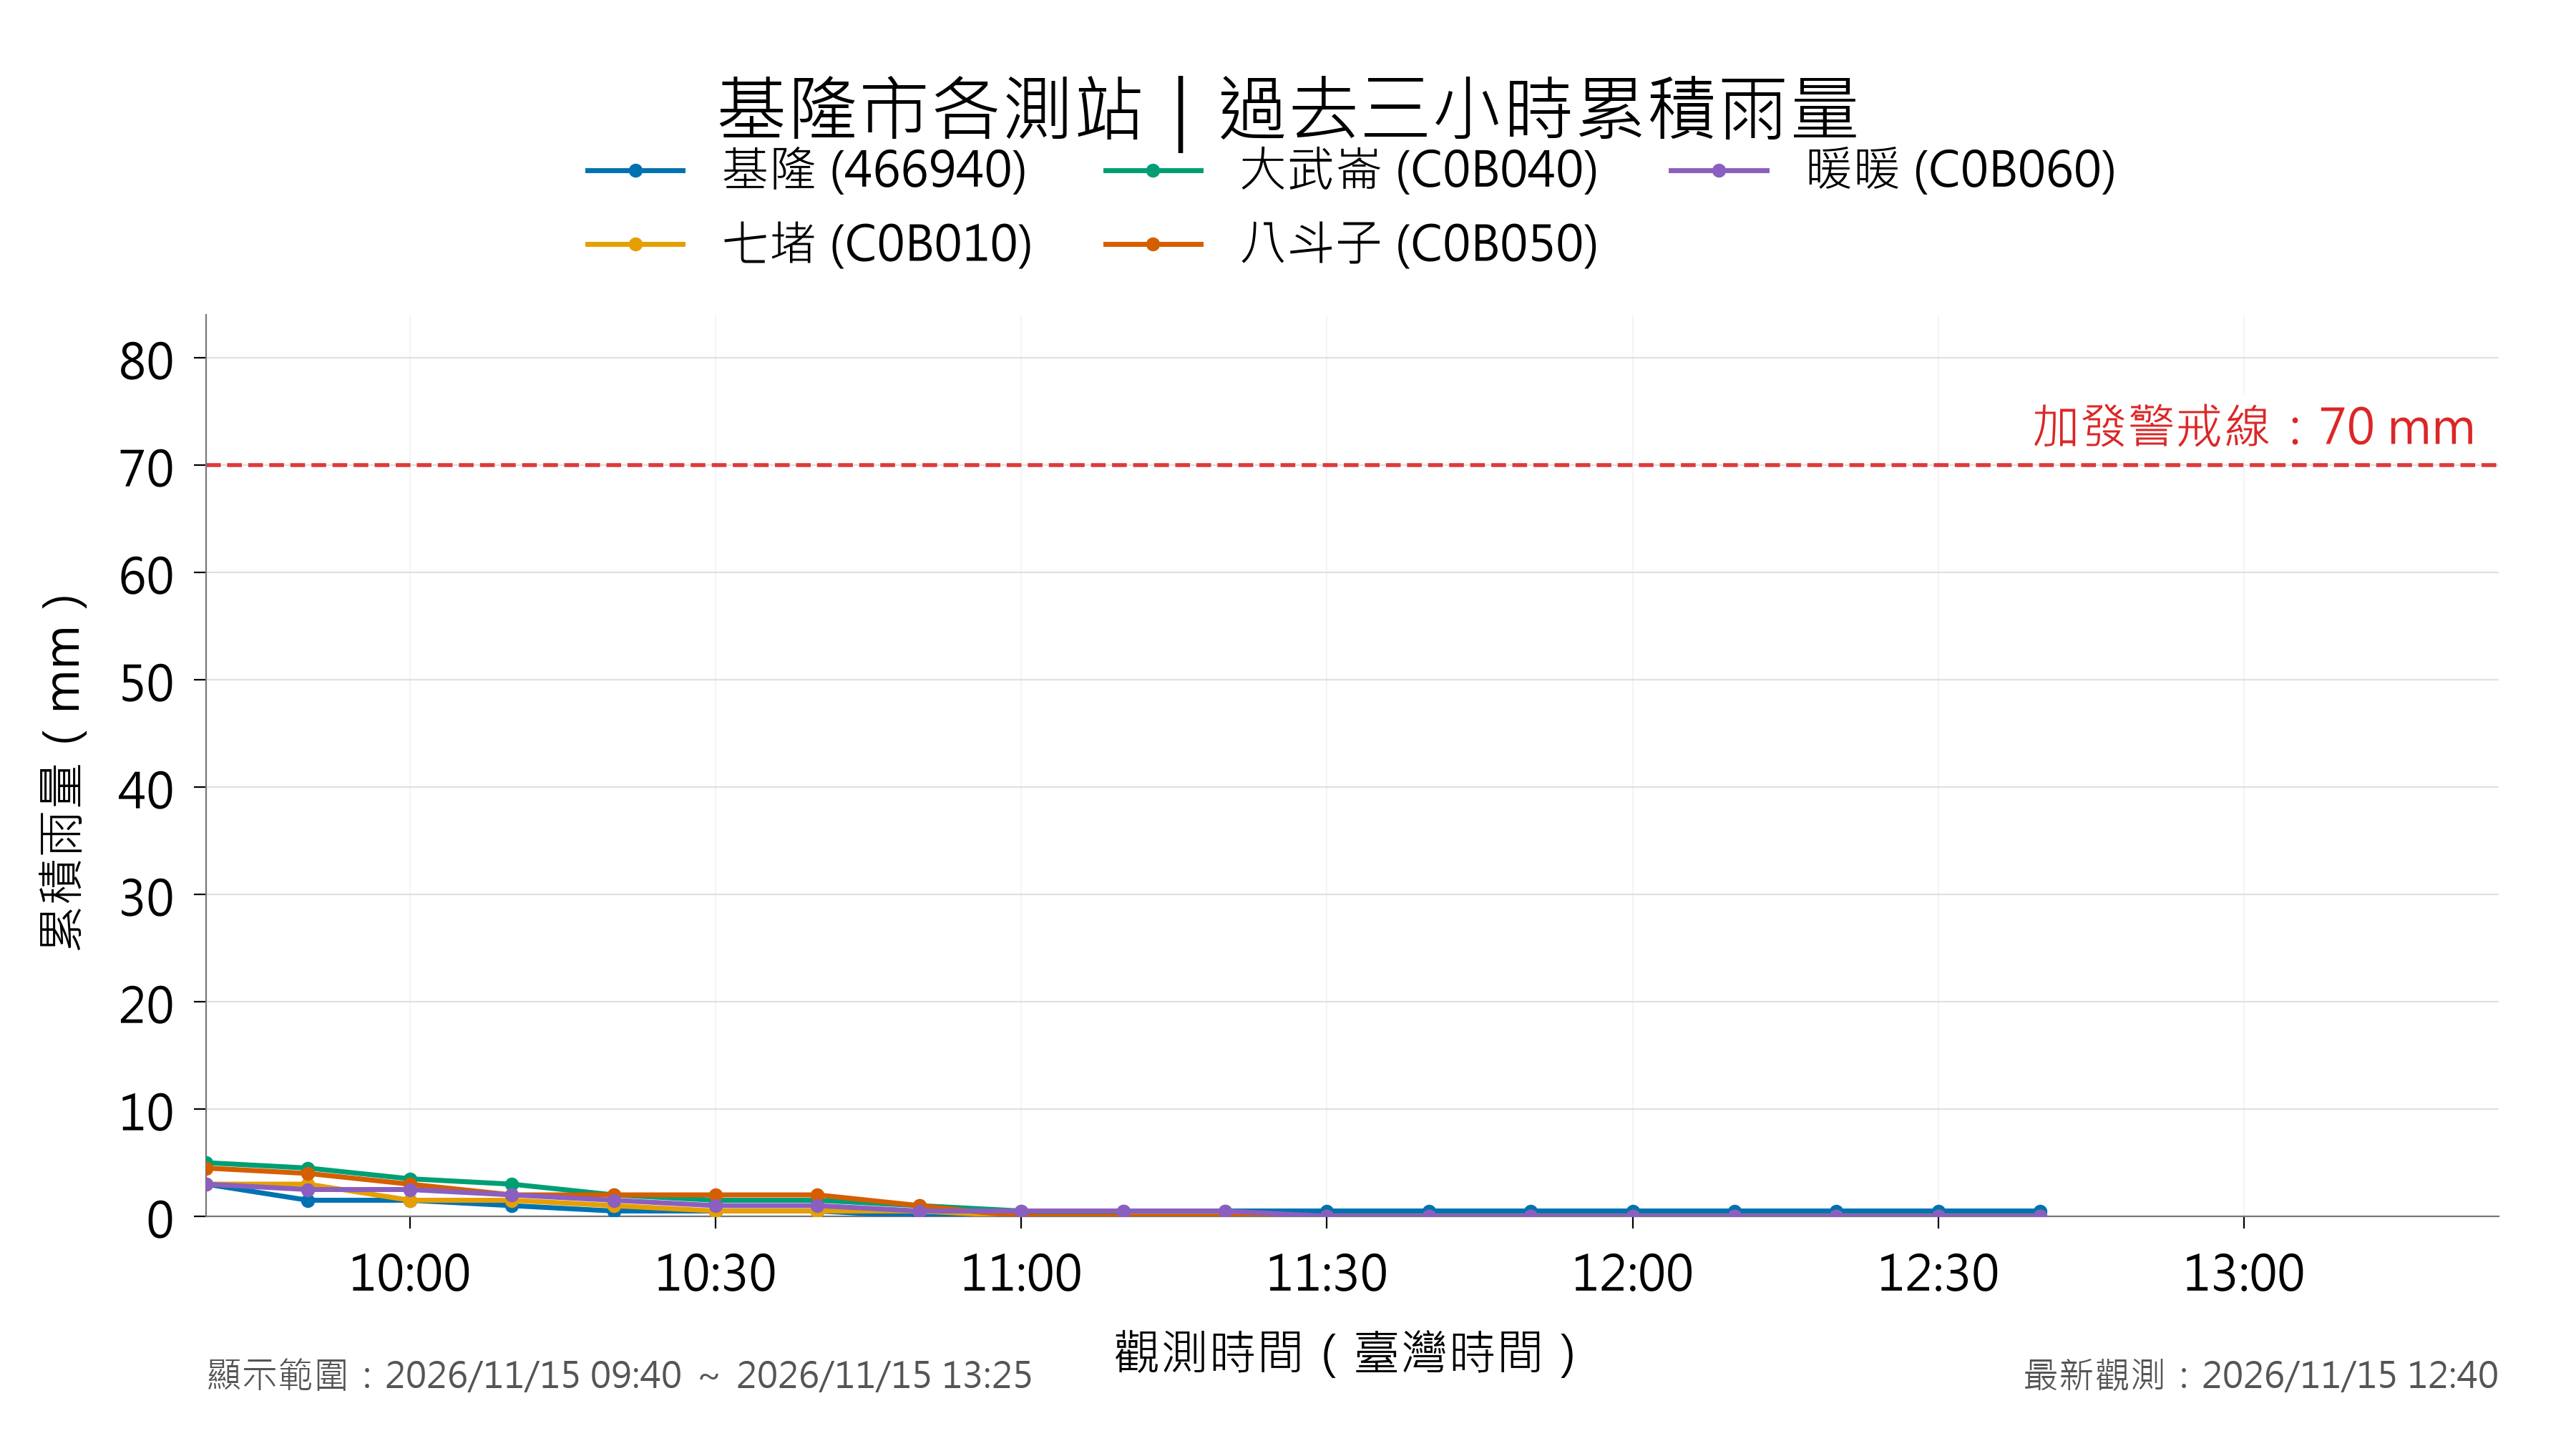 基隆市各測站｜過去三小時累積雨量
基隆 (466940) 大武崙 (C0B040) 暖暖 (C0B060)
七堵 (C0B010) 八斗子 (C0B050)
80
加發警戒線：70 mm
70
60
50
40
30
20
10
0
累積雨量（mm）
10:00 10:30 11:00 11:30 12:00 12:30 13:00
觀測時間（臺灣時間）
顯示範圍：2026/11/15 09:40 ~ 2026/11/15 13:25
最新觀測：2026/11/15 12:40